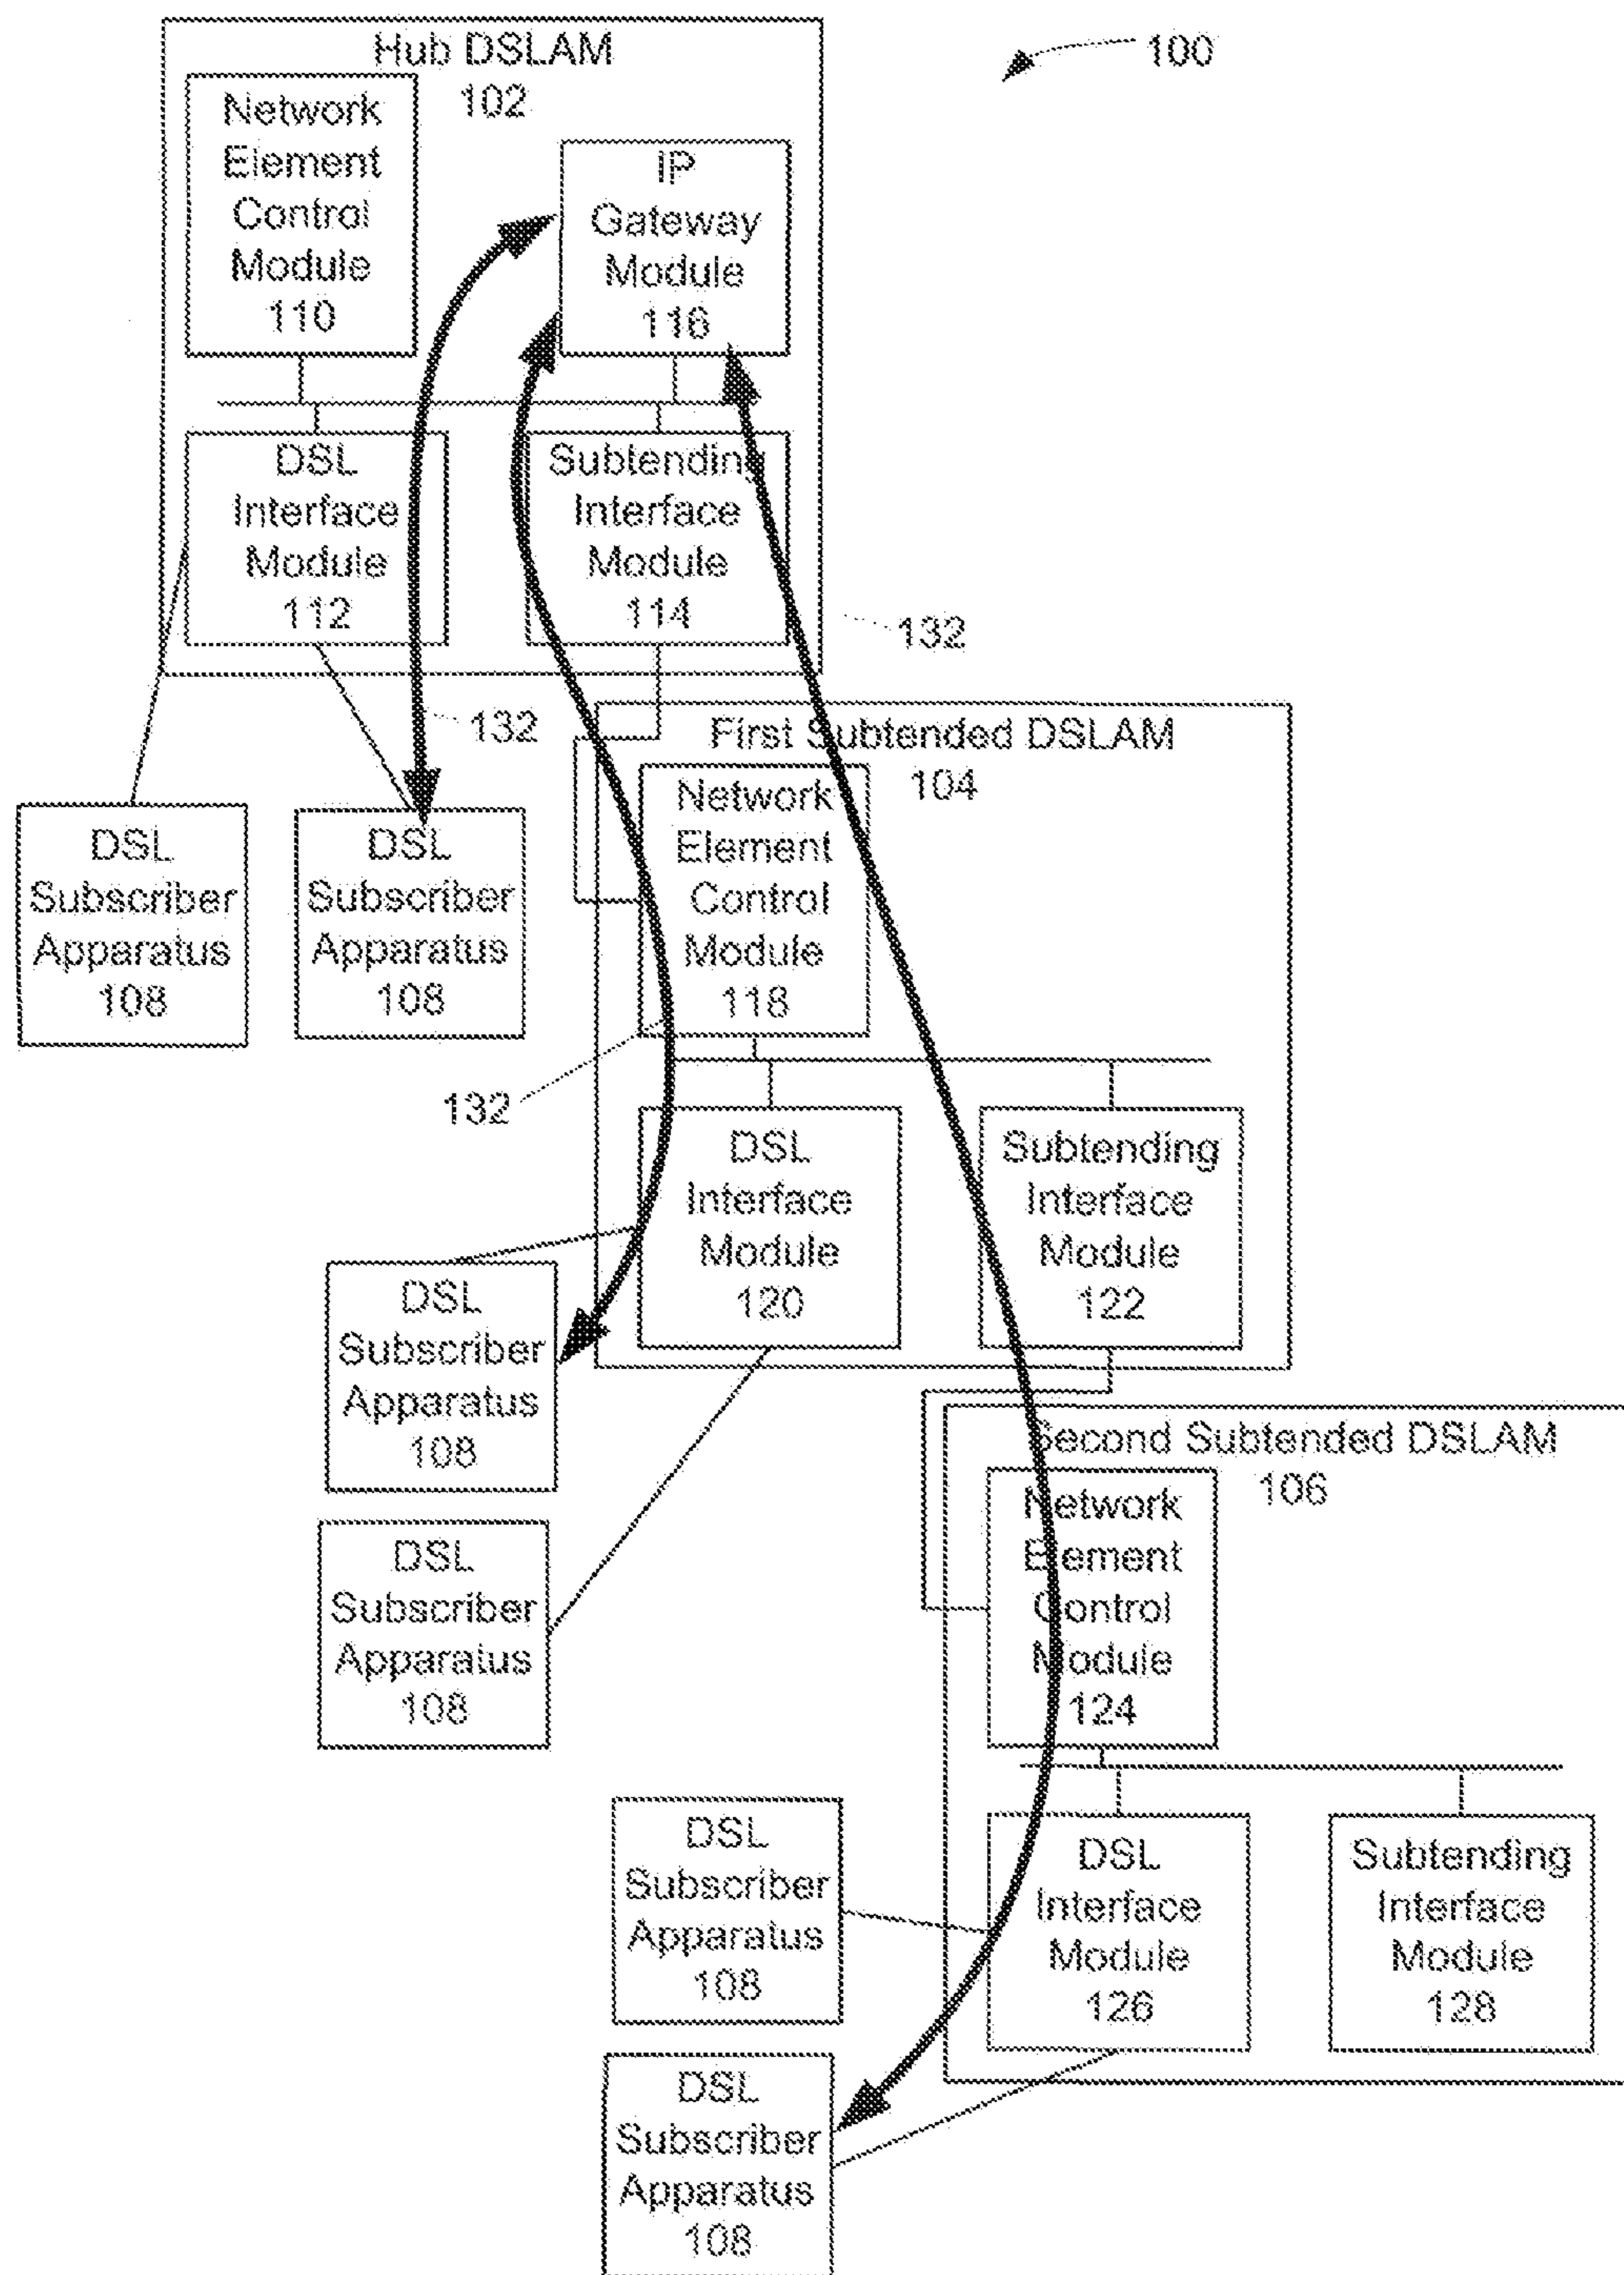 100
Hub DSLAM
102
Network
Element
Control
Module
110
IP
Gateway
Module
116
DSL
Interface
Module
112
Subtending
Interface
Module
114
132
132
First Subtended DSLAM
104
DSL
Subscriber
Apparatus
108
DSL
Subscriber
Apparatus
108
Network
Element
Control
Module
118
132
DSL
Interface
Module
120
Subtending
Interface
Module
122
DSL
Subscriber
Apparatus
108
DSL
Subscriber
Apparatus
108
Second Subtended DSLAM
106
Network
Element
Control
Module
124
DSL
Subscriber
Apparatus
108
DSL
Interface
Module
126
Subtending
Interface
Module
128
DSL
Subscriber
Apparatus
108